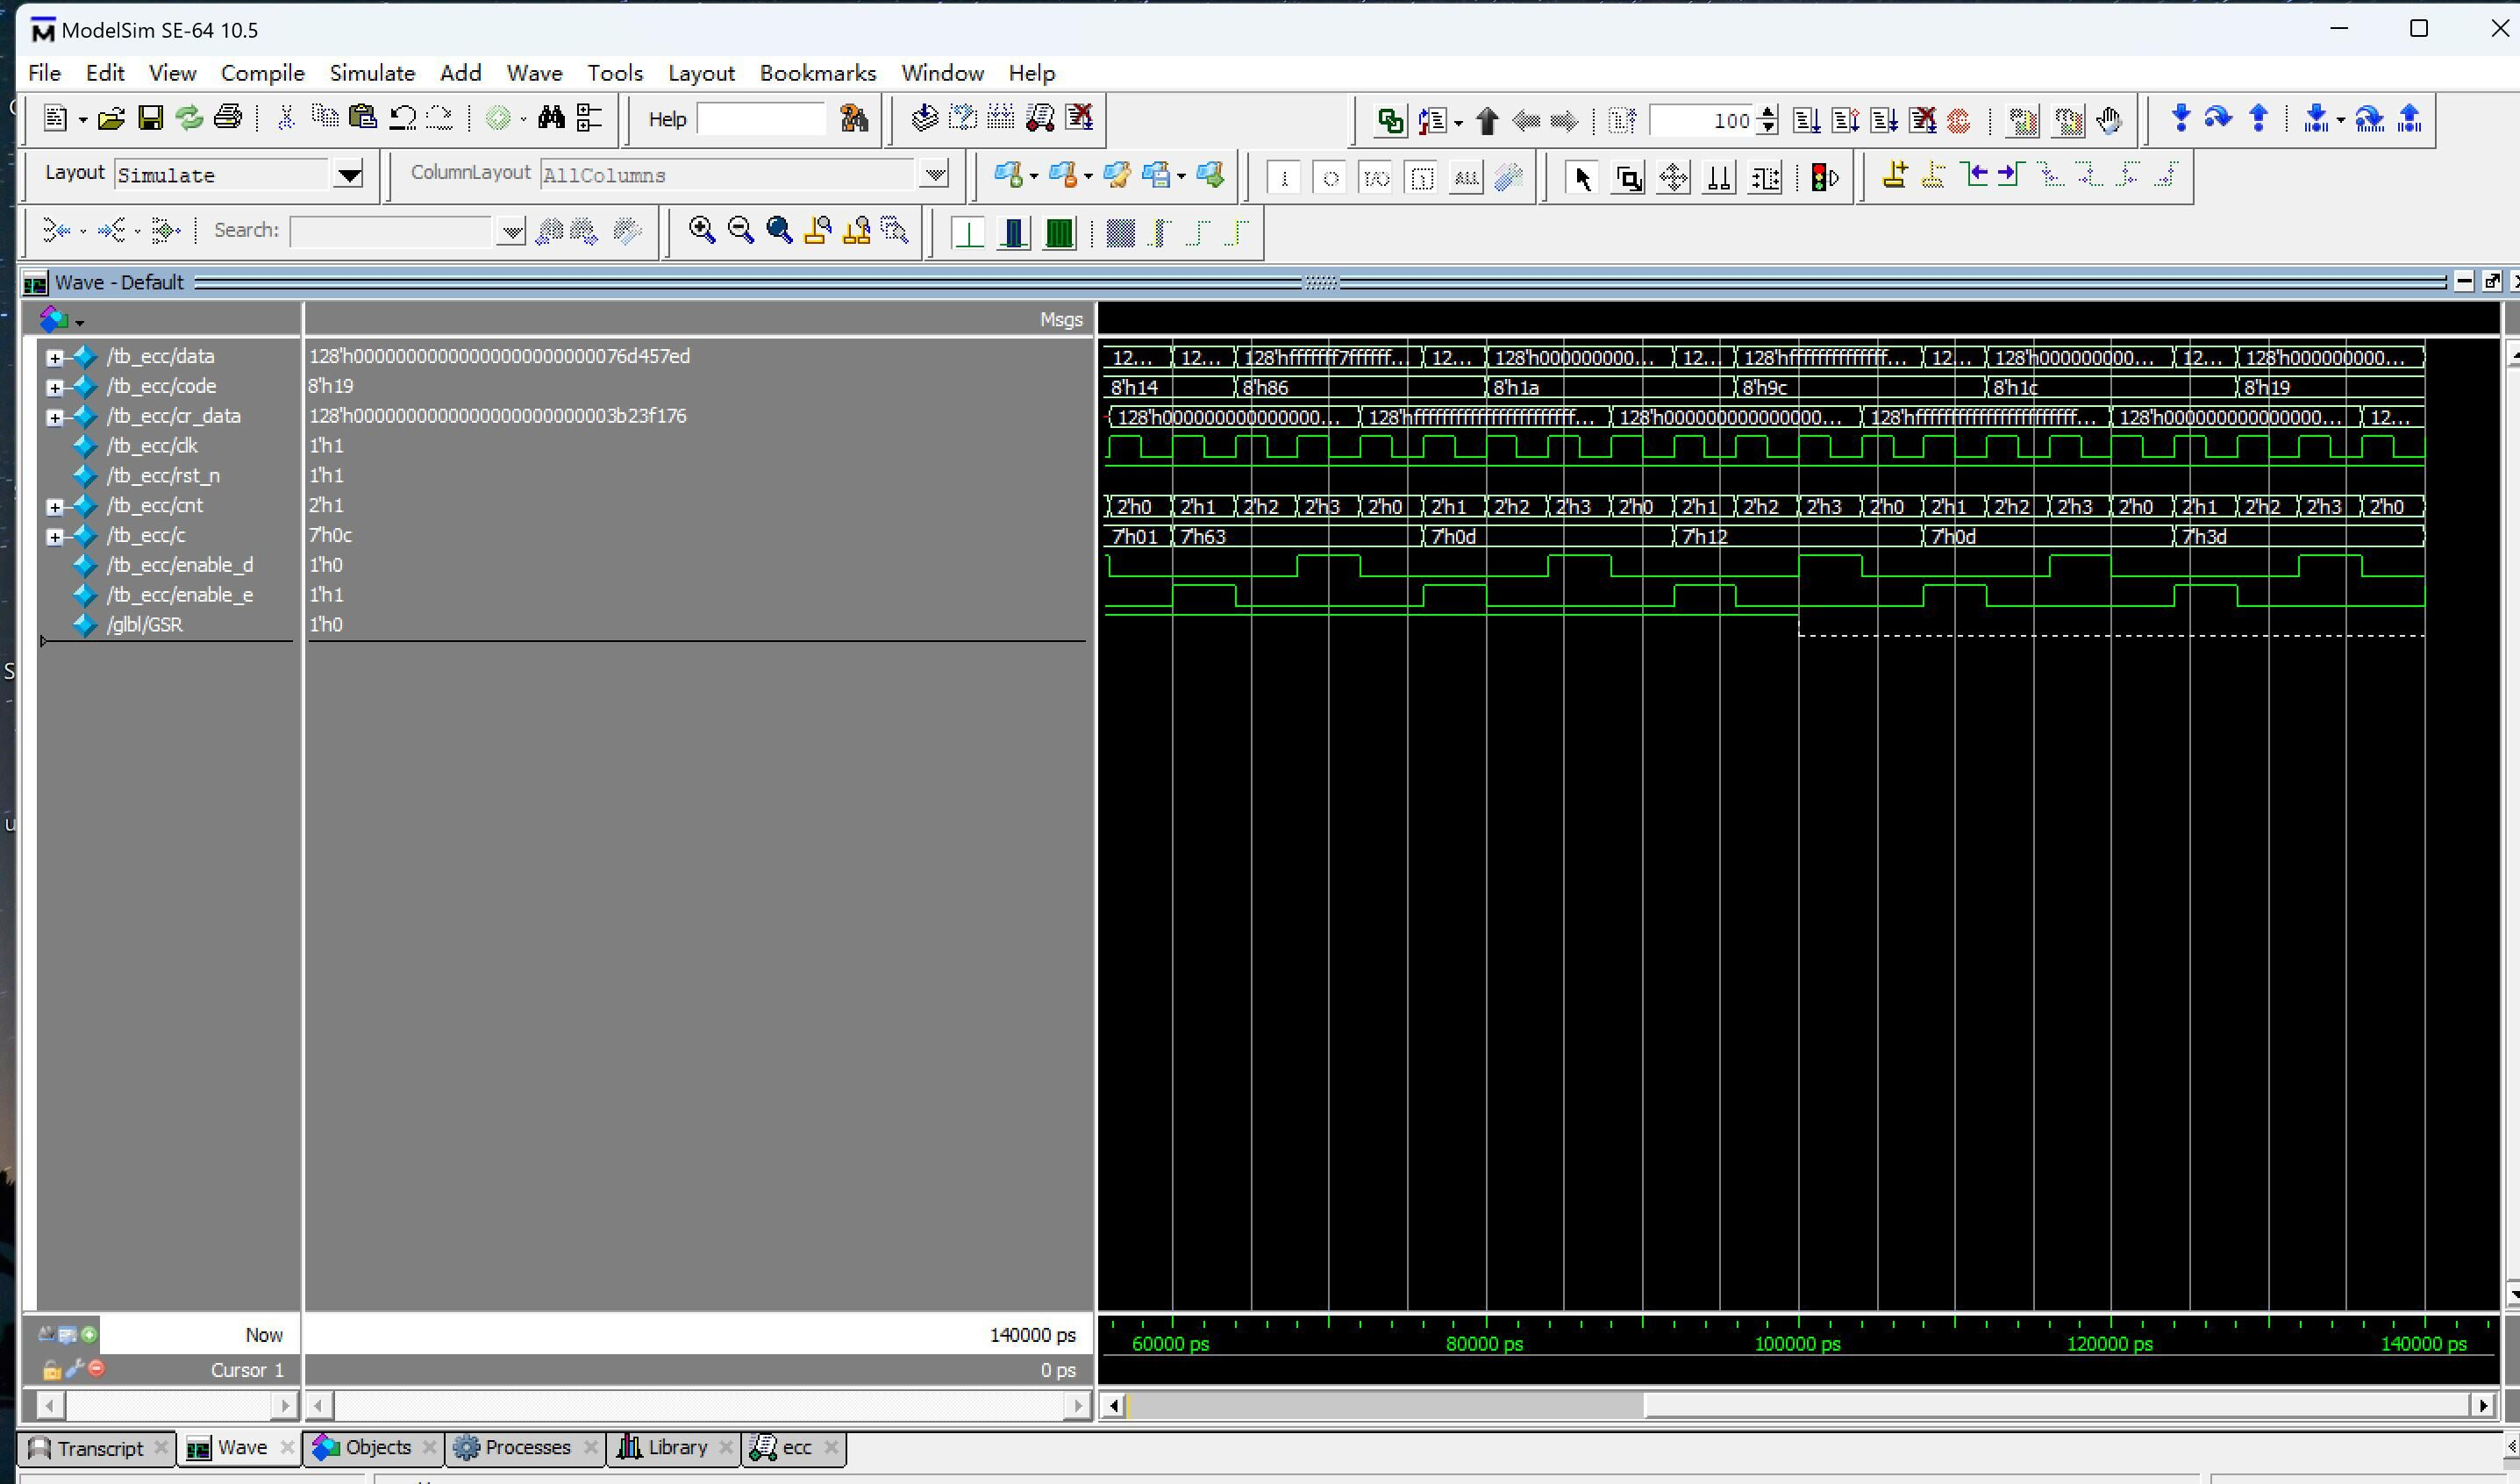 ModelSim SE-64 10.5
File Edit View Compile Simulate Add Wave Tools Layout Bookmarks Window Help
Help 100
Layout Simulate ColumnLayout AllColumns ALL
Search:
Wave - Default
Msgs
/tb_ecc/data 128'h00000000000000000000000076d457ed 12... 12... 128'hfffffff7ffffff... 12... 128'h000000000... 12... 128'hffffffffffffff... 12... 128'h000000000... 12... 128'h000000000...
/tb_ecc/code 8'h19 8'h14 8'h86 8'h1a 8'h9c 8'h1c 8'h19
/tb_ecc/cr_data 128'h0000000000000000000000003b23f176 128'h0000000000000000... 128'hffffffffffffffffffffffff... 128'h0000000000000000... 128'hffffffffffffffffffffffff... 128'h0000000000000000... 12...
/tb_ecc/clk 1'h1
/tb_ecc/rst_n 1'h1
/tb_ecc/cnt 2'h1 2'h0 2'h1 2'h2 2'h3 2'h0 2'h1 2'h2 2'h3 2'h0 2'h1 2'h2 2'h3 2'h0 2'h1 2'h2 2'h3 2'h0 2'h1 2'h2 2'h3 2'h0
/tb_ecc/c 7'h0c 7'h01 7'h63 7'h0d 7'h12 7'h0d 7'h3d
/tb_ecc/enable_d 1'h0
/tb_ecc/enable_e 1'h1
/glbl/GSR 1'h0
Now 140000 ps 60000 ps 80000 ps 100000 ps 120000 ps 140000 ps
Cursor 1 0 ps
Transcript Wave Objects Processes Library ecc